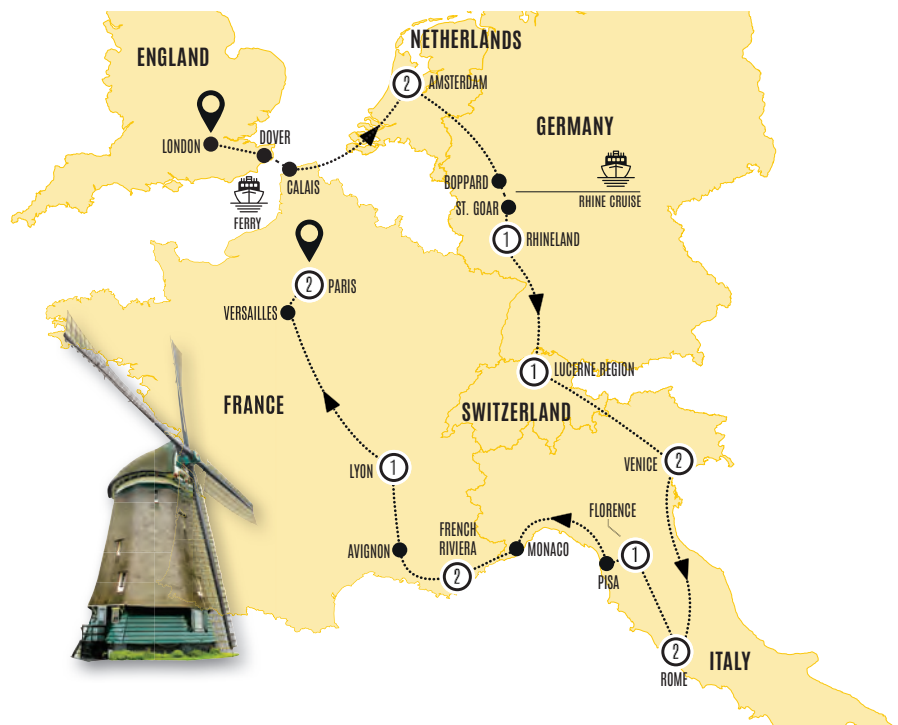 ENGLAND
NETHERLANDS
2 AMSTERDAM
GERMANY
LONDON
DOVER
CALAIS
FERRY
BOPPARD
ST. GOAR
RHINE CRUISE
1 RHINELAND
2 PARIS
VERSAILLES
1 LUCERNE REGION
FRANCE
SWITZERLAND
LYON 1
VENICE 2
FLORENCE
1
AVIGNON
FRENCH
RIVIERA
2
MONACO
PISA
2
ROME
ITALY